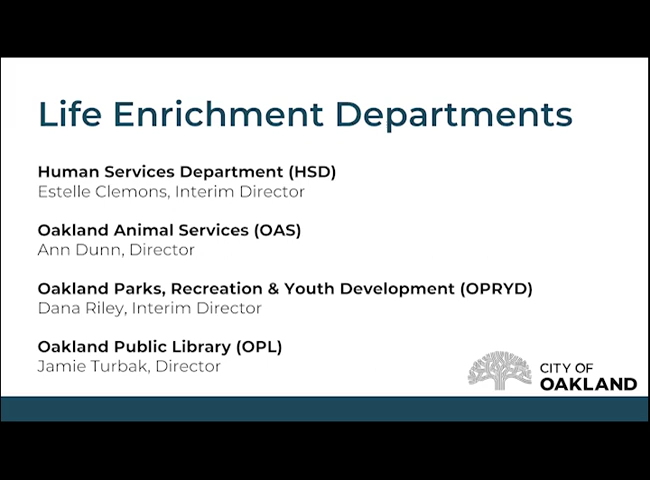 Life Enrichment Departments
Human Services Department (HSD)
Estelle Clemons, Interim Director
Oakland Animal Services (OAS)
Ann Dunn, Director
Oakland Parks, Recreation & Youth Development (OPRYD)
Dana Riley, Interim Director
Oakland Public Library (OPL)
Jamie Turbak, Director
CITY OF
OAKLAND